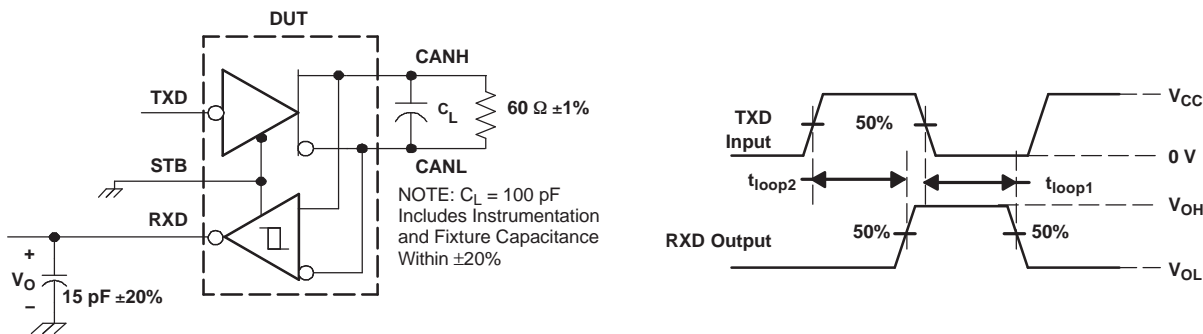 DUT
CANH
TXD
CL
60 Ω ±1%
STB
CANL
RXD
NOTE: CL = 100 pF
Includes Instrumentation
and Fixture Capacitance
Within ±20%
+
VO
–
15 pF ±20%
TXD
Input
50%
VCC
0 V
tloop2
tloop1
RXD Output
50%
50%
VOH
VOL